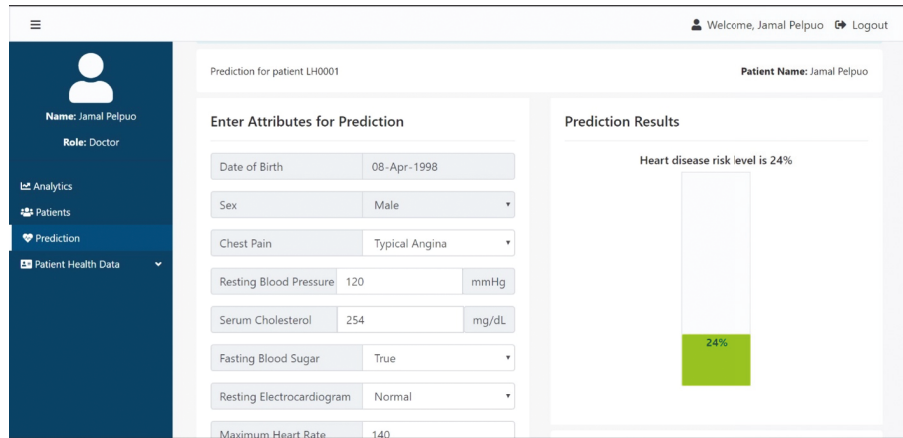 Welcome, Jamal Pelpuo Logout
Name: Jamal Pelpuo
Role: Doctor
Analytics
Patients
Prediction
Patient Health Data
Prediction for patient LH0001
Patient Name: Jamal Pelpuo
Enter Attributes for Prediction
Date of Birth 08-Apr-1998
Sex Male
Chest Pain Typical Angina
Resting Blood Pressure 120 mmHg
Serum Cholesterol 254 mg/dL
Fasting Blood Sugar True
Resting Electrocardiogram Normal
Maximum Heart Rate 140
Prediction Results
Heart disease risk level is 24%
24%